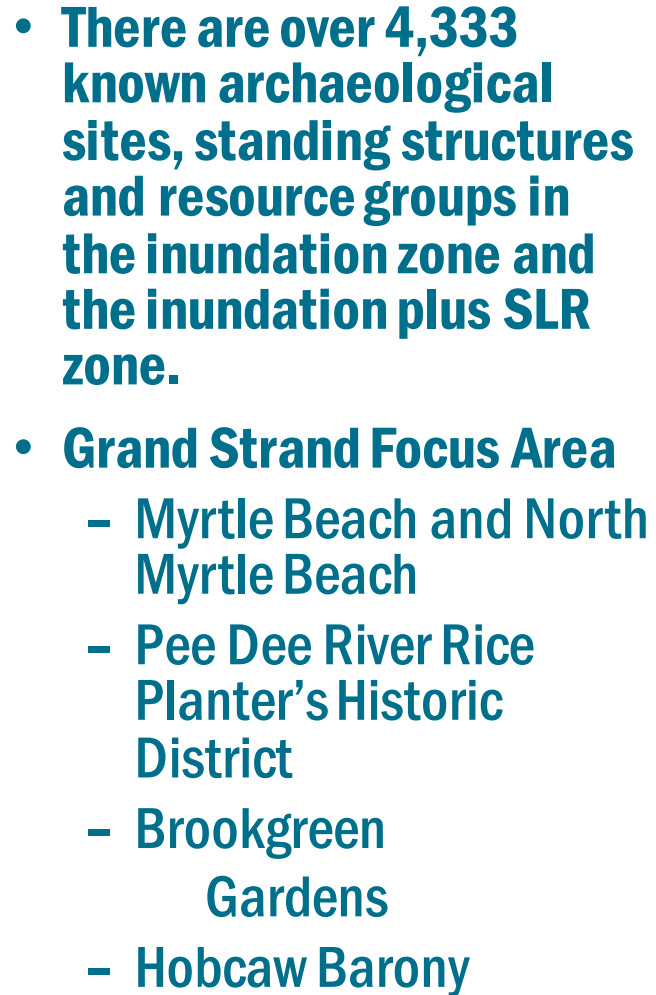 • There are over 4,333
known archaeological
sites, standing structures
and resource groups in
the inundation zone and
the inundation plus SLR
zone.
• Grand Strand Focus Area
– Myrtle Beach and North
Myrtle Beach
– Pee Dee River Rice
Planter’s Historic
District
– Brookgreen
Gardens
– Hobcaw Barony